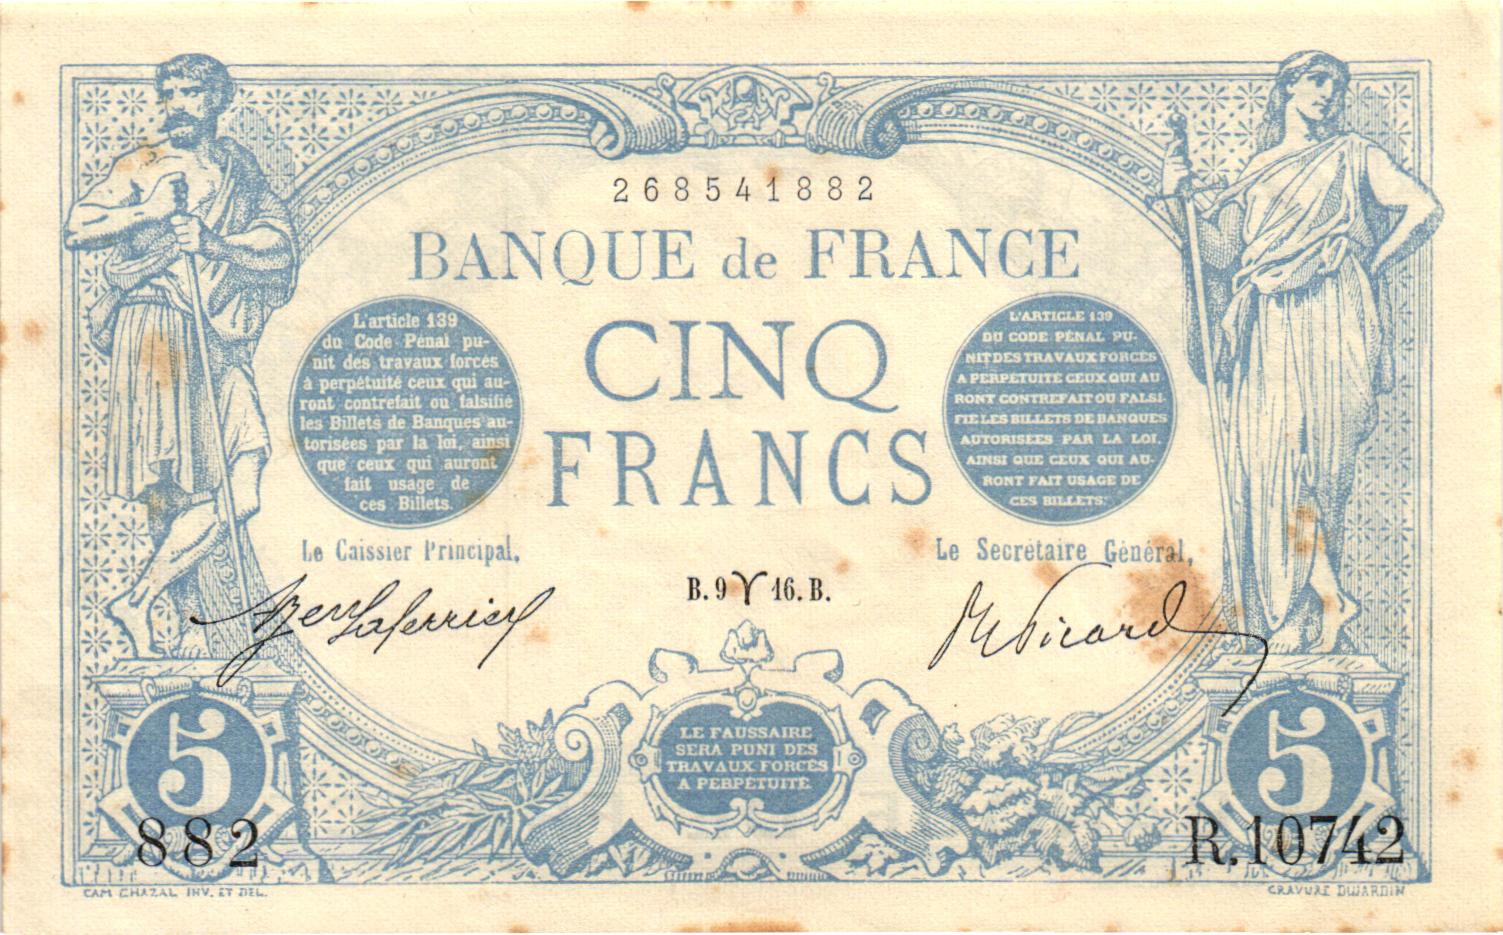 268541882
BANQUE de FRANCE
CINQ
FRANCS
L'article 139
du Code Pénal pu-
nit des travaux forcés
à perpétuité ceux qui au-
ront contrefait ou falsifié
les Billets de Banques au-
torisées par la loi, ainsi
que ceux qui auront
fait usage de
ces Billets.
L'ARTICLE 139
DU CODE PÉNAL PU-
NIT DES TRAVAUX FORCÉS
A PERPÉTUITÉ CEUX QUI AU
RONT CONTREFAIT OU FALSI
FIE LES BILLETS DE BANQUES
AUTORISÉES PAR LA LOI,
AINSI QUE CEUX QUI AU-
RONT FAIT USAGE DE
CES BILLETS.
Le Caissier Principal,
Le Secrétaire Général,
B.9 16.B.
Picard
LE FAUSSAIRE
SERA PUNI DES
TRAVAUX FORCÉS
A PERPÉTUITÉ
5
5
882
R.10742
CAM CHAZAL INV. ET DEL.
GRAVURE DUJARDIN